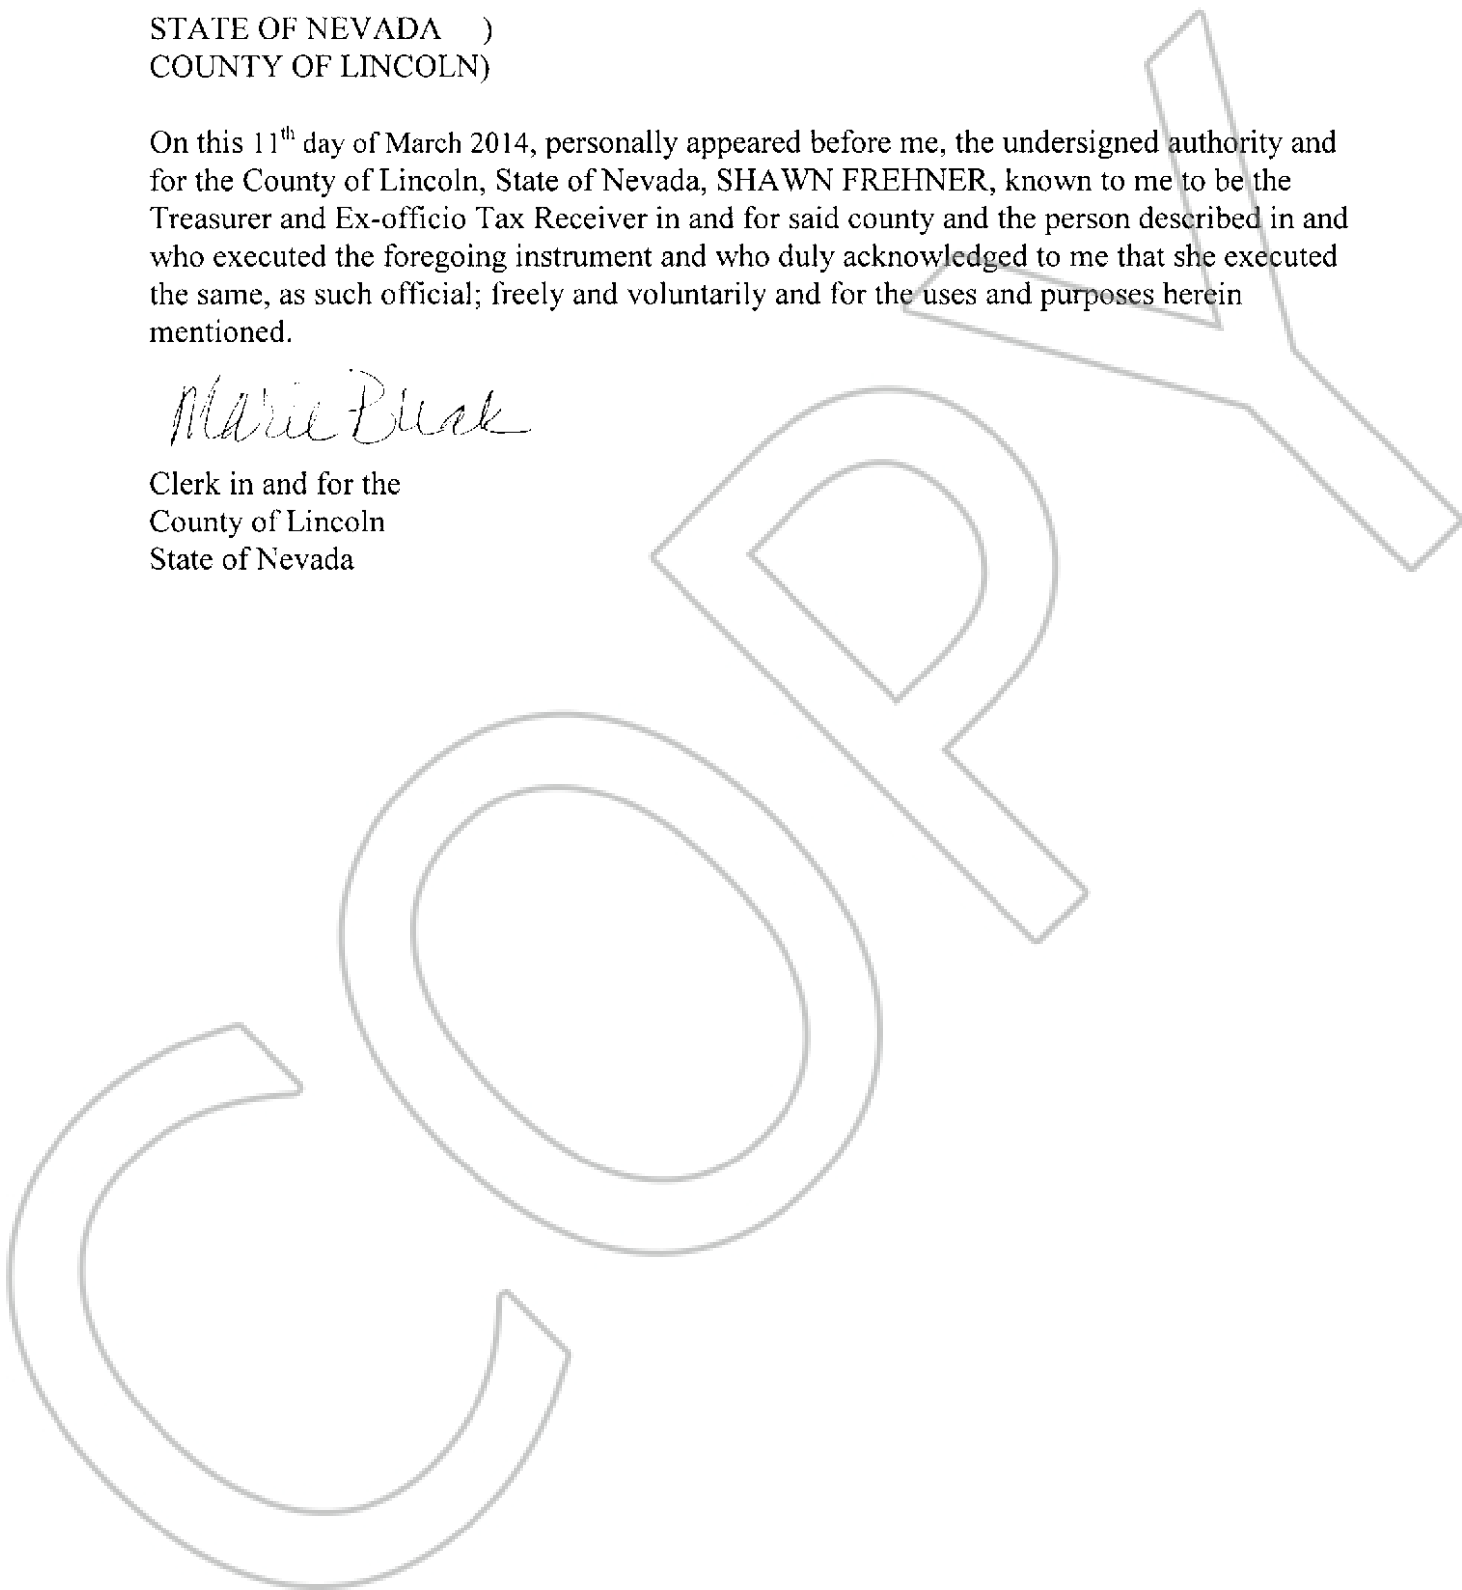 STATE OF NEVADA )
COUNTY OF LINCOLN)
On this 11th day of March 2014, personally appeared before me, the undersigned authority and
for the County of Lincoln, State of Nevada, SHAWN FREHNER, known to me to be the
Treasurer and Ex-officio Tax Receiver in and for said county and the person described in and
who executed the foregoing instrument and who duly acknowledged to me that she executed
the same, as such official; freely and voluntarily and for the uses and purposes herein
mentioned.
Marie
Clerk in and for the
County of Lincoln
State of Nevada
COPY